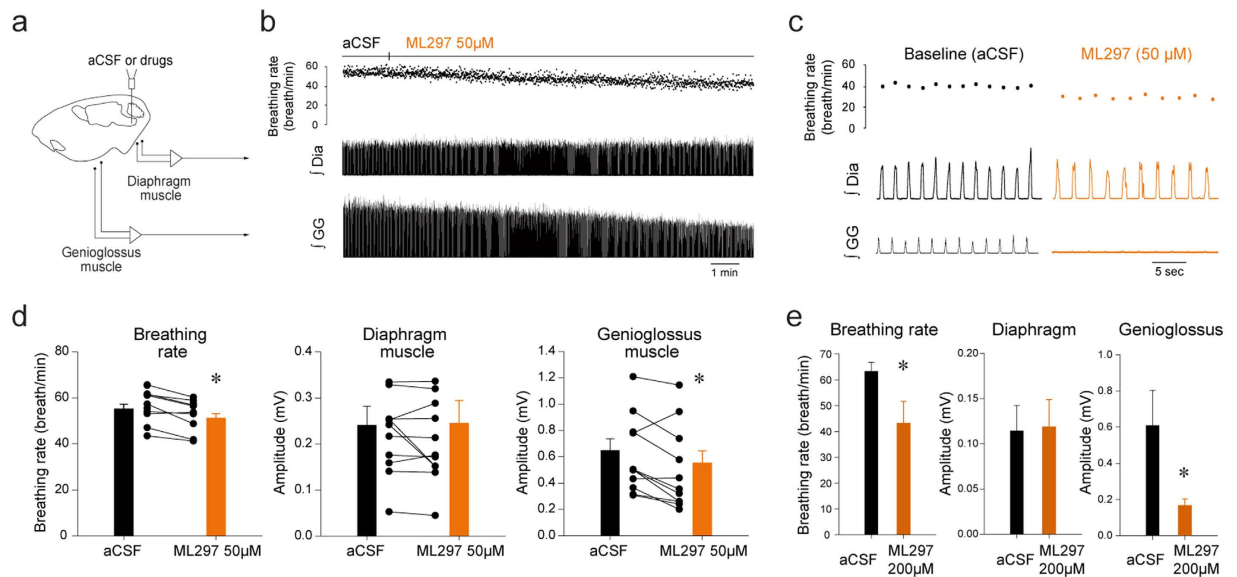 a
aCSF or drugs
Diaphragm
muscle
Genioglossus
muscle
b
aCSF
ML297 50µM
Breathing rate
(breath/min)
60
40
20
0
∫ Dia
∫ GG
1 min
c
Baseline (aCSF)
ML297 (50 µM)
Breathing rate
(breath/min)
60
40
20
0
∫ Dia
∫ GG
5 sec
d
Breathing
rate
Breathing rate (breath/min)
80
60
40
20
0
*
aCSF
ML297 50µM
Diaphragm
muscle
Amplitude (mV)
0.4
0.3
0.2
0.1
0.0
aCSF
ML297 50µM
Genioglossus
muscle
Amplitude (mV)
1.4
1.2
1.0
0.8
0.6
0.4
0.2
0.0
*
aCSF
ML297 50µM
e
Breathing rate
Breathing rate (breath/min)
70
60
50
40
30
20
10
0
*
aCSF
ML297
200µM
Diaphragm
Amplitude (mV)
0.20
0.15
0.10
0.05
0.00
aCSF
ML297
200µM
Genioglossus
Amplitude (mV)
1.0
0.8
0.6
0.4
0.2
0.0
*
aCSF
ML297
200µM